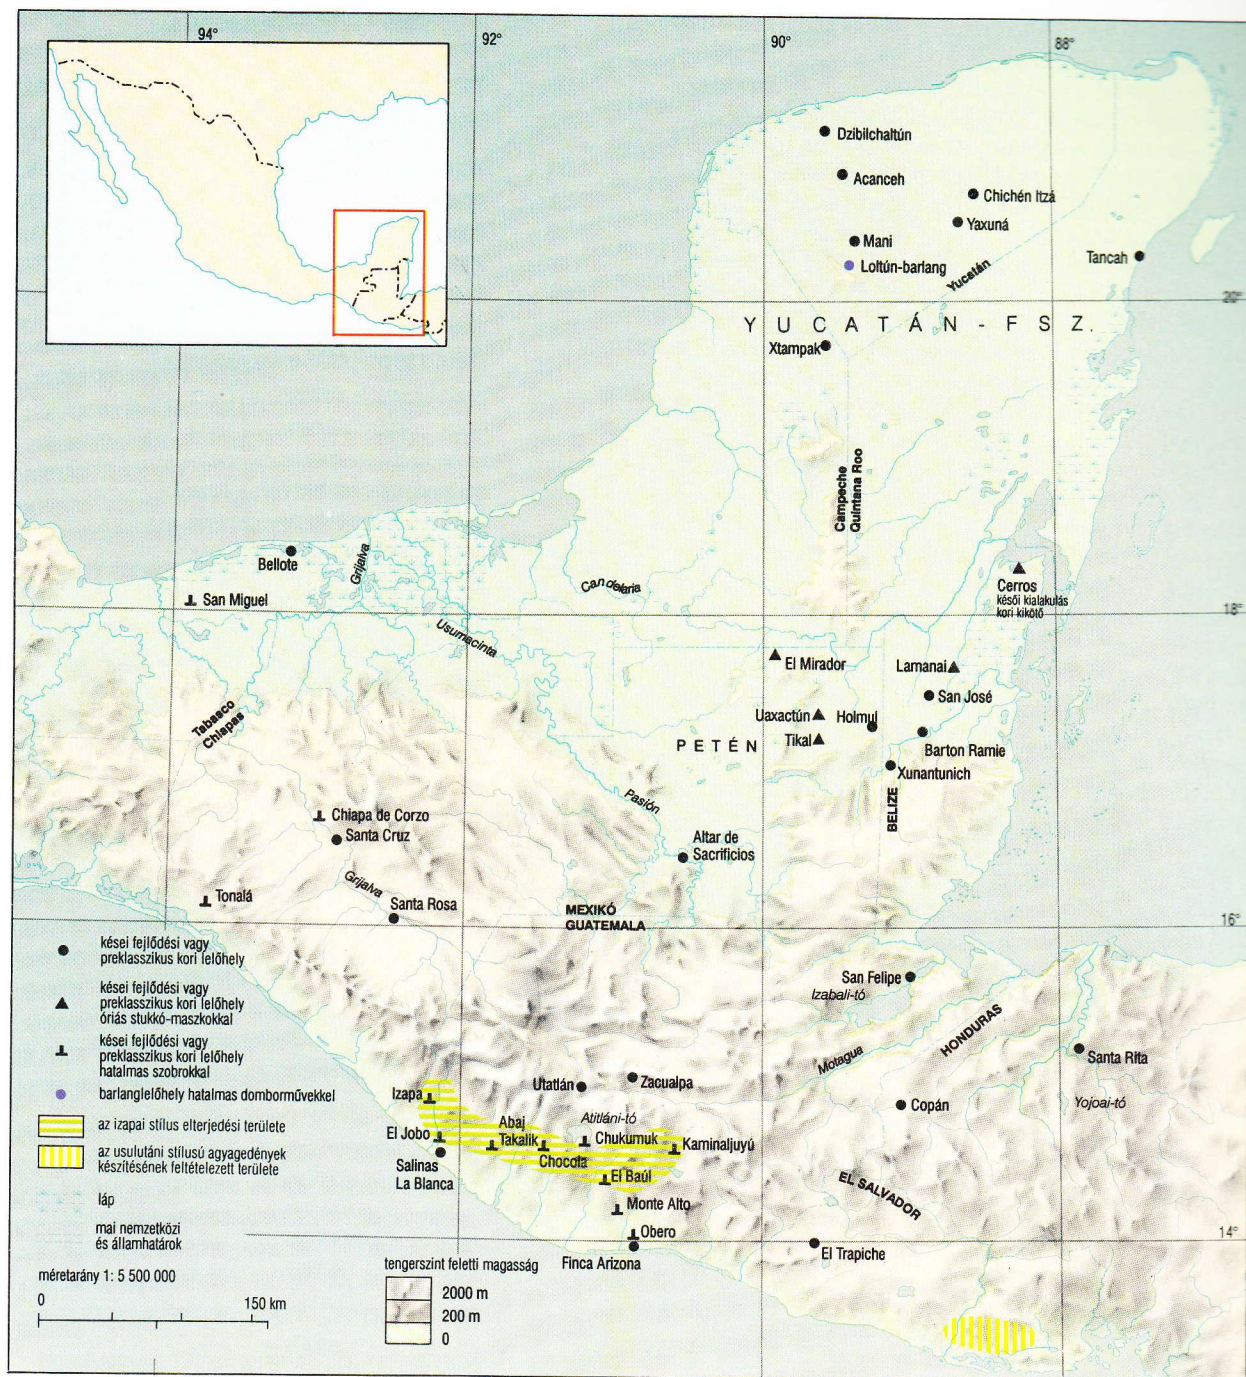 94°
92°
90°
88°
Dzibilchaltún
Acanceh
Chichén Itzá
Yaxuná
Mani
Tancah
Loltún-barlang
Yucatán
20°
YUCATÁN-FSZ.
Xtampak
Campeche
Quintana Roo
Bellote
Grijalva
Candelaria
Cerros
késői kialakulás
kori kikötő
San Miguel
18°
Usumacinta
El Mirador
Lamanai
San José
Tabasco
Chiapas
Uaxactún
Holmul
PETÉN
Tikal
Barton Ramie
Xunantunich
Pasión
BELIZE
Chiapa de Corzo
Santa Cruz
Altar de
Sacrificios
Grijalva
Tonalá
Santa Rosa
MEXIKÓ
GUATEMALA
16°
San Felipe
Izabali-tó
HONDURAS
Motagua
Santa Rita
Utatlán
Zacualpa
Izapa
Copán
Yojoai-tó
Atitláni-tó
Abaj
Takalik
El Jobo
Chukumuk
Kaminaljuyú
Chocola
Salinas
La Blanca
El Baúl
EL SALVADOR
Monte Alto
Obero
14°
El Trapiche
Finca Arizona
kései fejlődési vagy
preklasszikus kori lelőhely
kései fejlődési vagy
preklasszikus kori lelőhely
óriás stukkó-maszkokkal
kései fejlődési vagy
preklasszikus kori lelőhely
hatalmas szobrokkal
barlanglelőhely hatalmas domborművekkel
az izapai stílus elterjedési területe
az usulutáni stílusú agyagedények
készítésének feltételezett területe
láp
mai nemzetközi
és államhatárok
méretarány 1: 5 500 000
0 150 km
tengerszint feletti magasság
2000 m
200 m
0